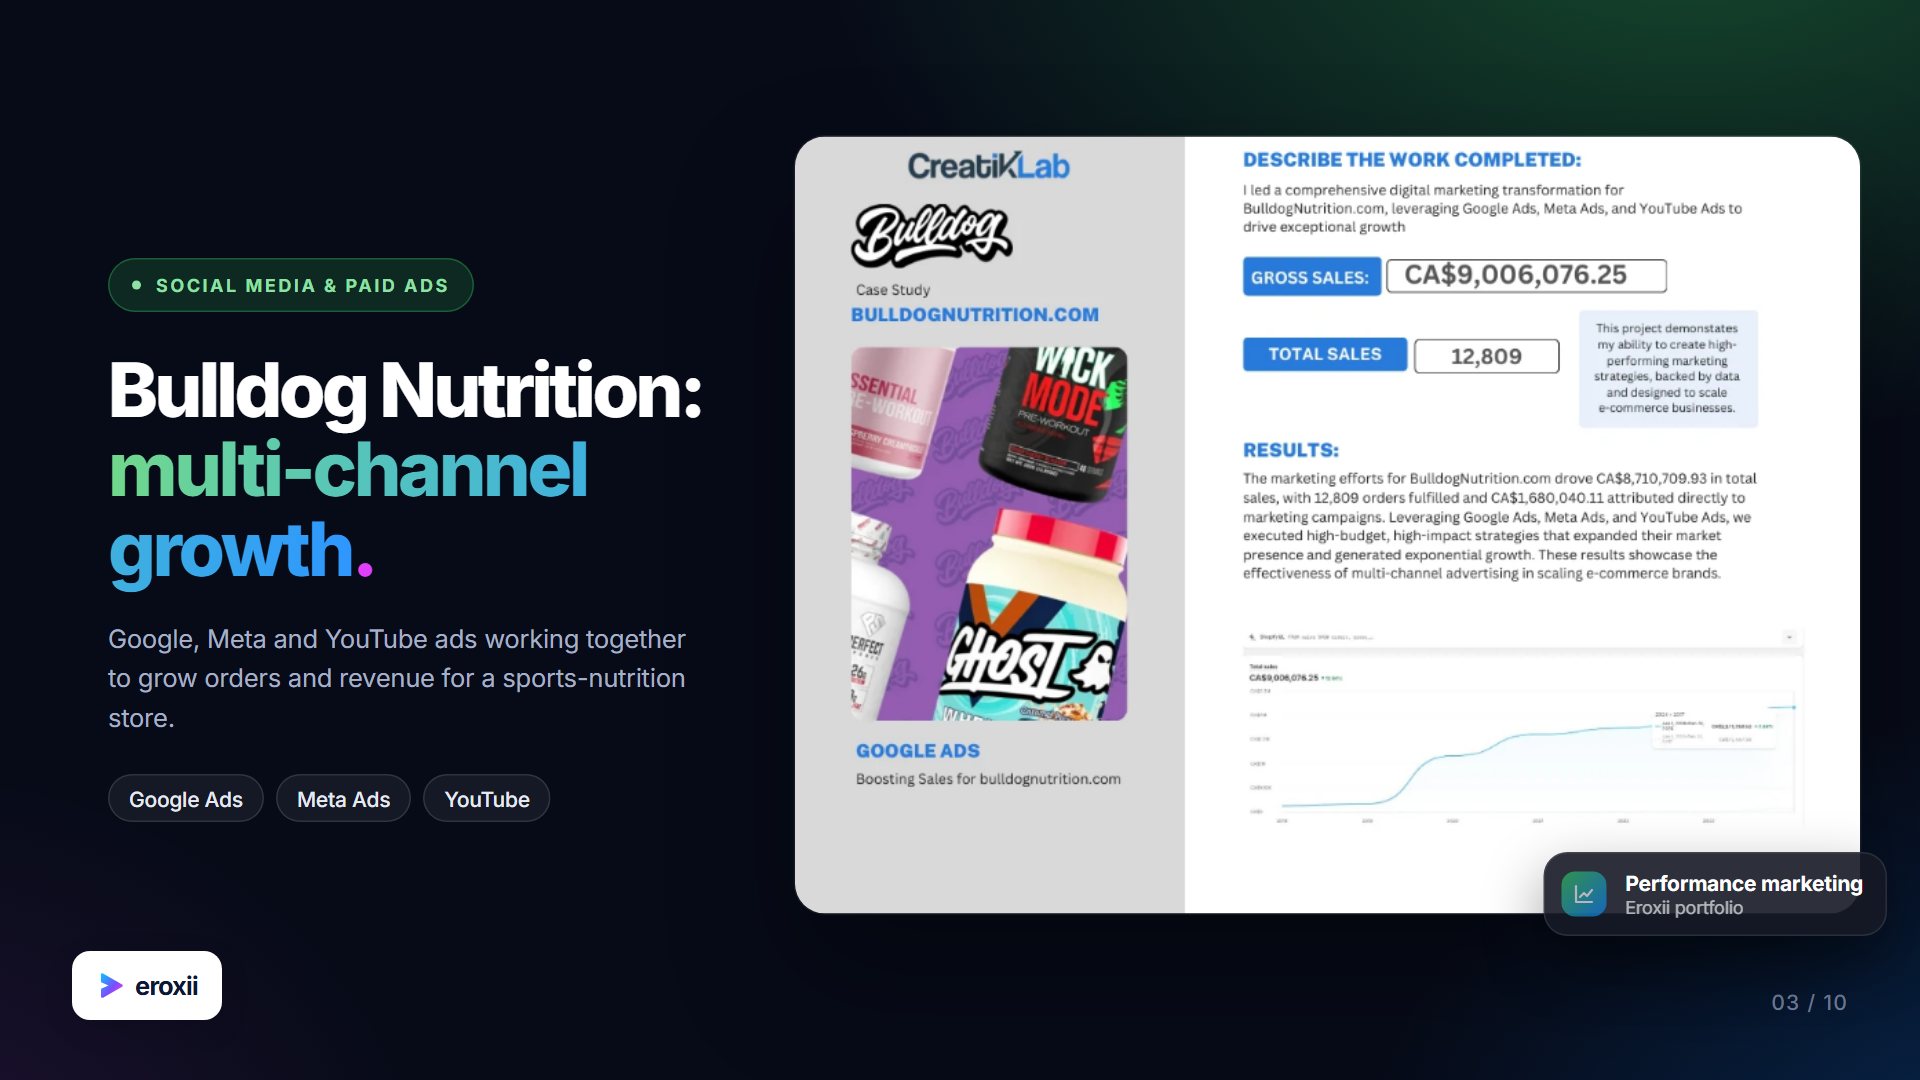 SOCIAL MEDIA & PAID ADS
Bulldog Nutrition:
multi-channel
growth.
Google, Meta and YouTube ads working together
to grow orders and revenue for a sports-nutrition
store.
Google Ads
Meta Ads
YouTube
eroxii
CreatikLab
Bulldog
Case Study
BULLDOGNUTRITION.COM
SSENTIAL
E-WORKOUT
WICK
MODE
PRE-WORKOUT
ERFECT
GHOST
GOOGLE ADS
Boosting Sales for bulldognutrition.com
DESCRIBE THE WORK COMPLETED:
I led a comprehensive digital marketing transformation for
BulldogNutrition.com, leveraging Google Ads, Meta Ads, and YouTube Ads to
drive exceptional growth
GROSS SALES:
CA$9,006,076.25
TOTAL SALES
12,809
This project demonstates
my ability to create high-
performing marketing
strategies, backed by data
and designed to scale
e-commerce businesses.
RESULTS:
The marketing efforts for BulldogNutrition.com drove CA$8,710,709.93 in total
sales, with 12,809 orders fulfilled and CA$1,680,040.11 attributed directly to
marketing campaigns. Leveraging Google Ads, Meta Ads, and YouTube Ads, we
executed high-budget, high-impact strategies that expanded their market
presence and generated exponential growth. These results showcase the
effectiveness of multi-channel advertising in scaling e-commerce brands.
Total sales
CA$9,006,076.25
Performance marketing
Eroxii portfolio
03 / 10